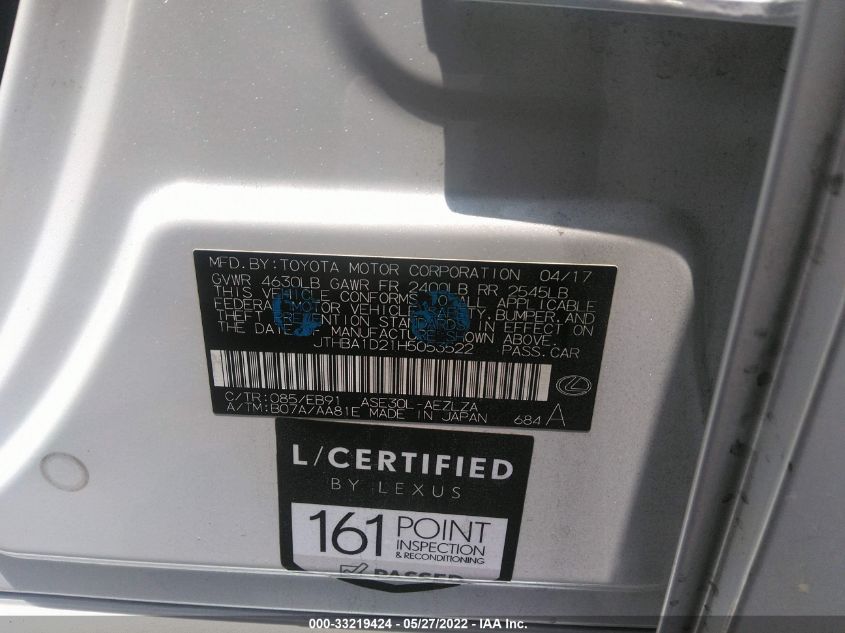 MFD. BY: TOYOTA MOTOR CORPORATION 04/17
GVWR 4630LB GAWR FR 2400LB RR 2545LB
THIS VEHICLE CONFORMS TO ALL APPLICABLE
FEDERAL MOTOR VEHICLE SAFETY, BUMPER, AND
THEFT PREVENTION STANDARDS IN EFFECT ON
THE DATE OF MANUFACTURE SHOWN ABOVE.
JTHBA1D21H5053522 PASS. CAR
C/TR: 085/EB91 ASE30L-AEZLZA
A/TM: B07A/AA81E MADE IN JAPAN 684 A
L/CERTIFIED
BY LEXUS
161 POINT
INSPECTION
& RECONDITIONING
PASSED
000-33219424 - 05/27/2022 - IAA Inc.